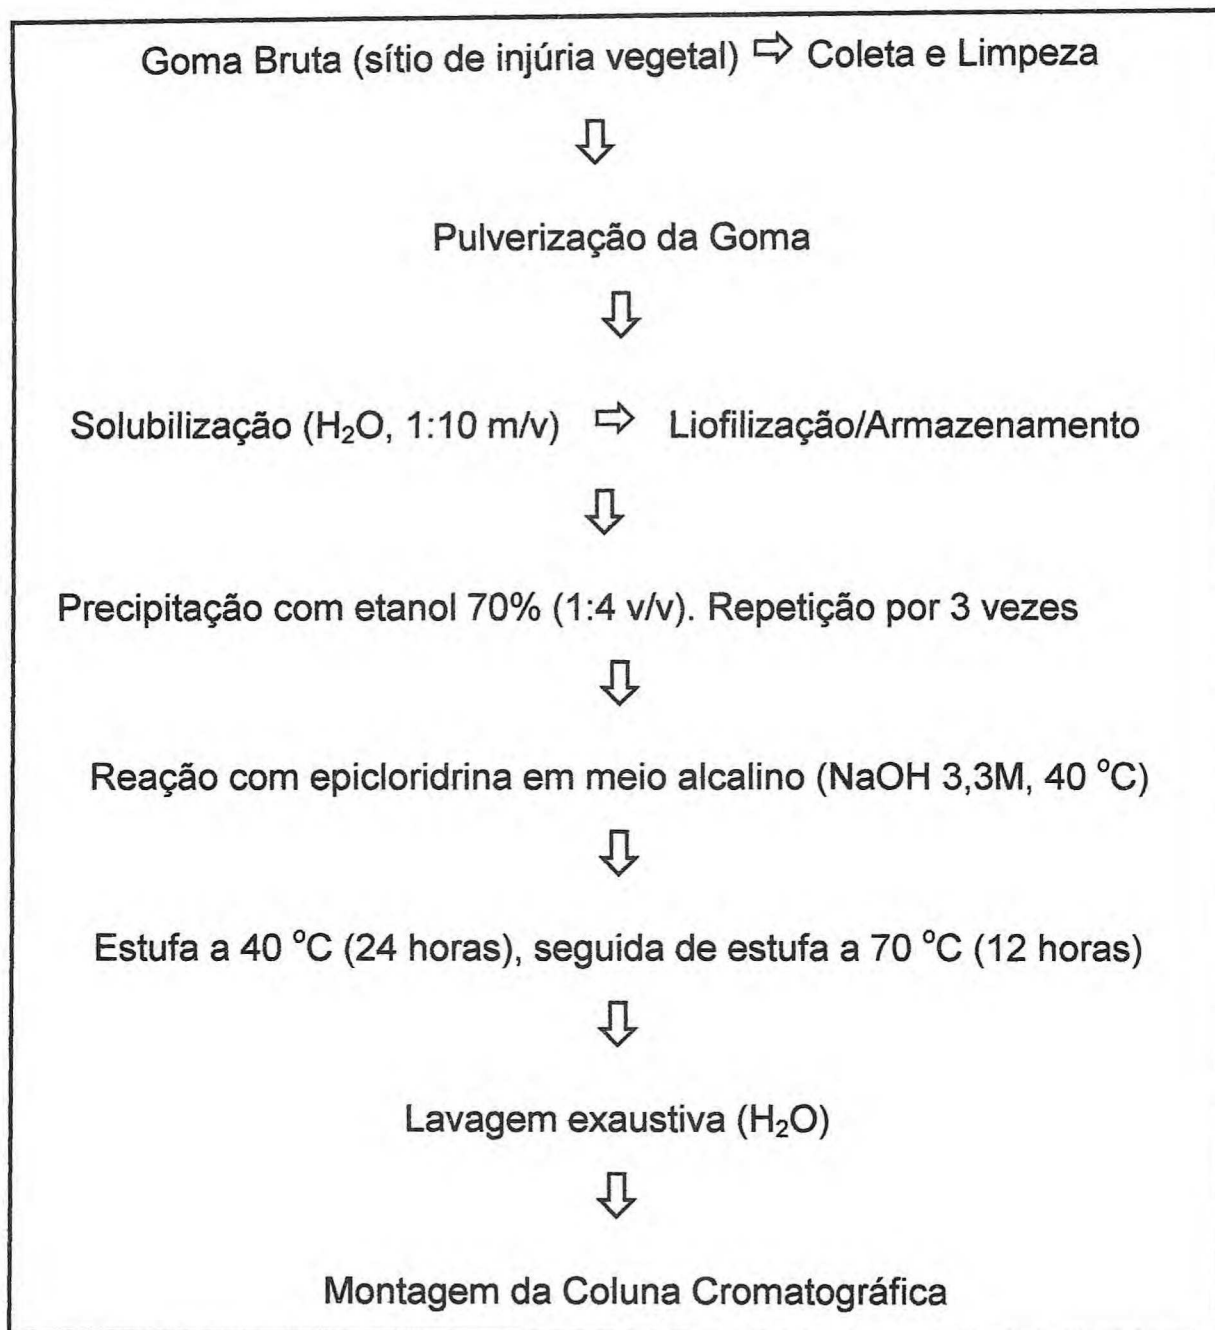 Goma Bruta (sítio de injúria vegetal) ⇨ Coleta e Limpeza
⇩
Pulverização da Goma
⇩
Solubilização (H₂O, 1:10 m/v) ⇨ Liofilização/Armazenamento
⇩
Precipitação com etanol 70% (1:4 v/v). Repetição por 3 vezes
⇩
Reação com epicloridrina em meio alcalino (NaOH 3,3M, 40 °C)
⇩
Estufa a 40 °C (24 horas), seguida de estufa a 70 °C (12 horas)
⇩
Lavagem exaustiva (H₂O)
⇩
Montagem da Coluna Cromatográfica